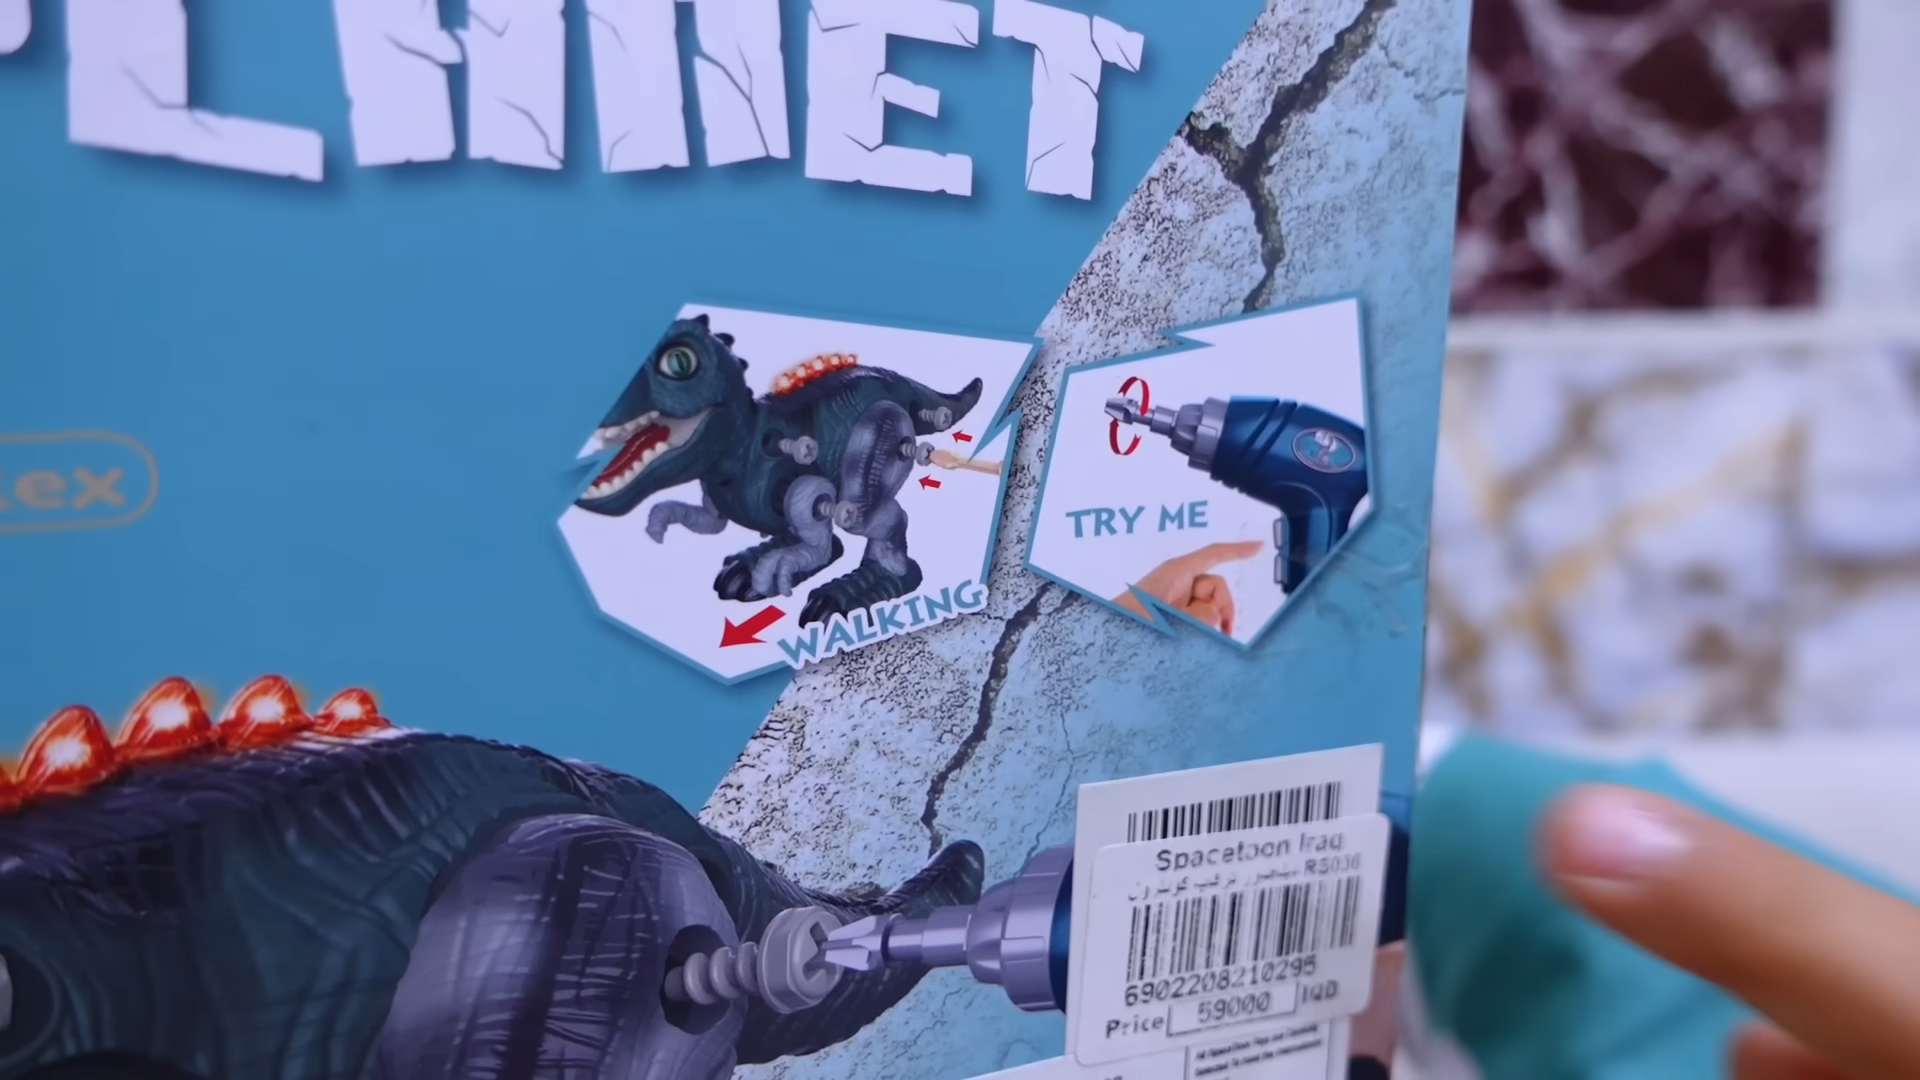 PLANET
TRY ME
WALKING
Spacetoon Iraq
RS036
6902208210295
Price 59000 IQD